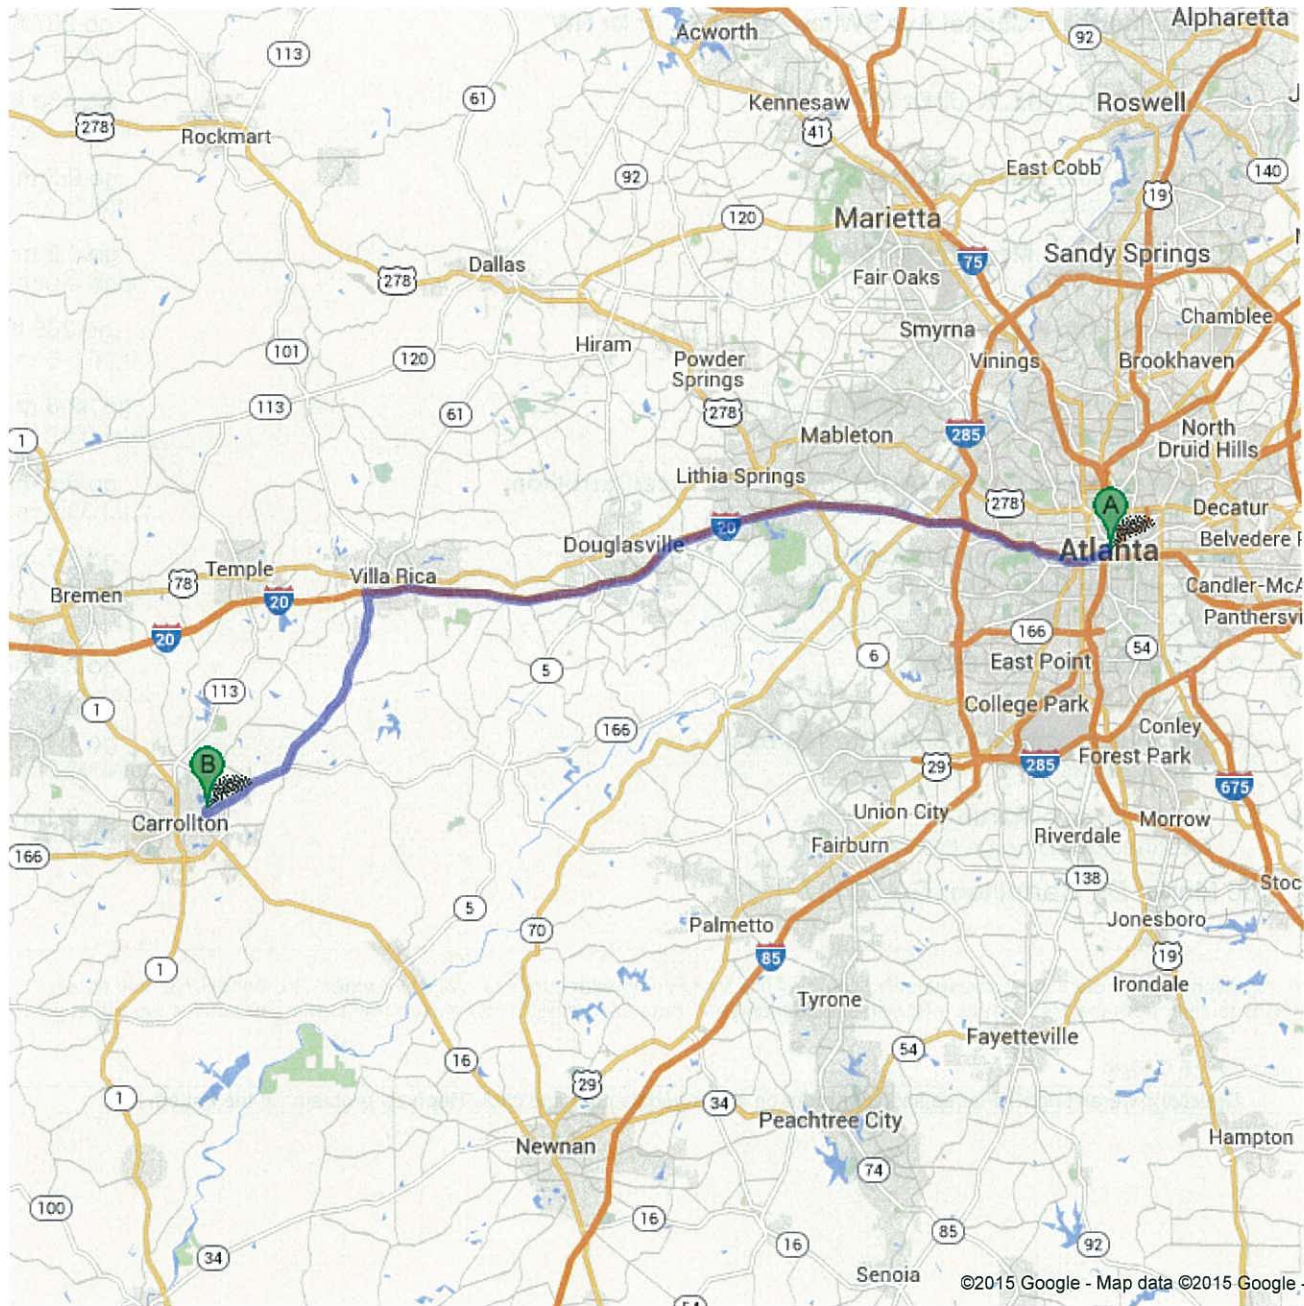 Alpharetta
Acworth
92
113
61
Kennesaw
Roswell
41
278
Rockmart
East Cobb
92
140
19
120
Marietta
Sandy Springs
75
Dallas
278
Fair Oaks
Chamblee
Smyrna
Hiram
101
120
Powder
Springs
Vinings
Brookhaven
113
61
278
1
285
Mableton
North
Druid Hills
Lithia Springs
278
A
Decatur
20
Douglasville
Atlanta
Belvedere P
Temple
Villa Rica
78
Bremen
20
Candler-McA
20
Panthersvi
166
54
6
5
East Point
113
College Park
1
166
Conley
Forest Park
B
29
285
675
Union City
Morrow
Carrollton
Riverdale
Fairburn
166
138
Stoc
5
Jonesboro
70
Palmetto
85
19
1
Irondale
Tyrone
Fayetteville
54
16
29
1
34
Peachtree City
Newnan
Hampton
74
100
16
85
16
92
34
Senoia
©2015 Google - Map data ©2015 Google -
54